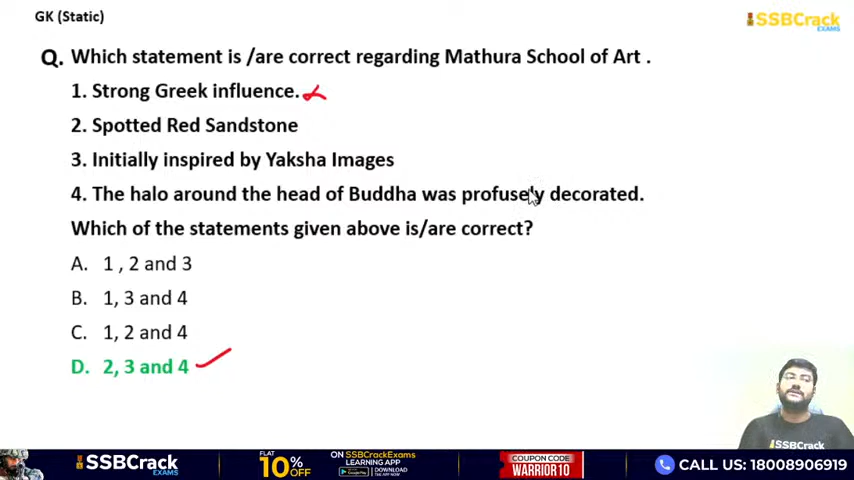 GK (Static)
SSBCrack
EXAMS
Q. Which statement is /are correct regarding Mathura School of Art .
1. Strong Greek influence.
2. Spotted Red Sandstone
3. Initially inspired by Yaksha Images
4. The halo around the head of Buddha was profusely decorated.
Which of the statements given above is/are correct?
A. 1 , 2 and 3
B. 1, 3 and 4
C. 1, 2 and 4
D. 2, 3 and 4
SSBCrack
SSBCrack
EXAMS
FLAT
10% OFF
ON SSBCrackExams
LEARNING APP
DOWNLOAD
COUPON CODE
WARRIOR10
CALL US: 18008906919